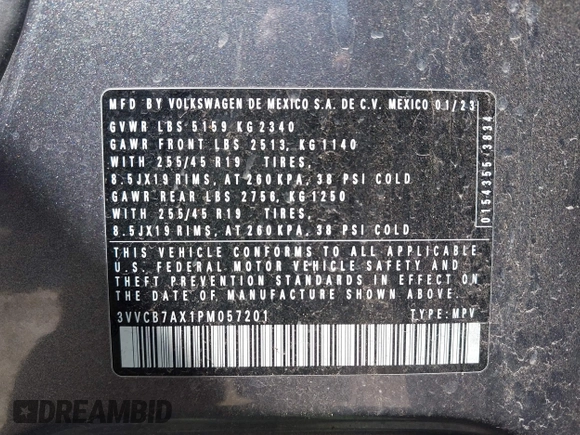 MFD BY VOLKSWAGEN DE MEXICO S.A. DE C.V. MEXICO 01/23
GVWR LBS 5159 KG 2340
GAWR FRONT LBS 2513, KG 1140
WITH 255/45 R19 TIRES,
8.5JX19 RIMS, AT 260 KPA, 38 PSI COLD
GAWR REAR LBS 2756, KG 1250
WITH 255/45 R19 TIRES,
8.5JX19 RIMS, AT 260 KPA, 38 PSI COLD
THIS VEHICLE CONFORMS TO ALL APPLICABLE
U.S. FEDERAL MOTOR VEHICLE SAFETY AND
THEFT PREVENTION STANDARDS IN EFFECT ON
THE DATE OF MANUFACTURE SHOWN ABOVE.
3VVCB7AX1PM057201 TYPE: MPV
0154355 3834
DREAMBID